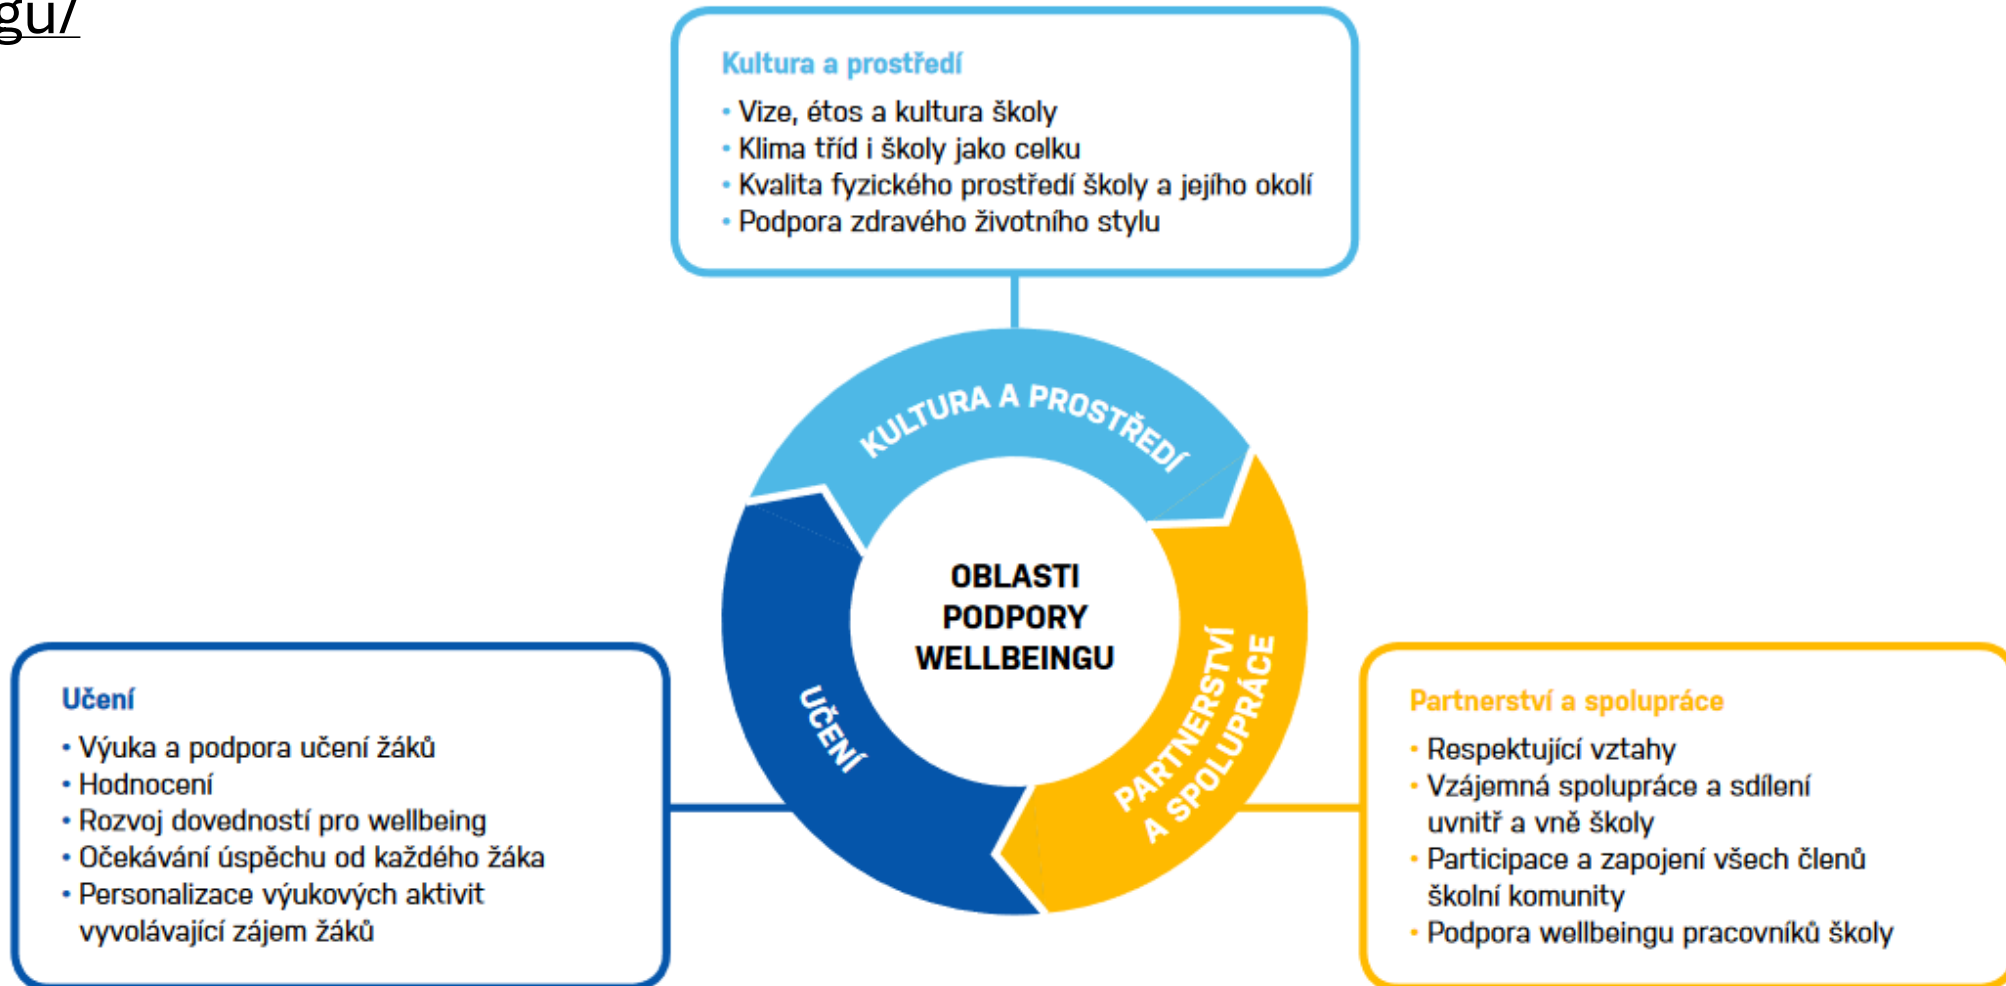 gu/
Kultura a prostředí
• Vize, étos a kultura školy
• Klima tříd i školy jako celku
• Kvalita fyzického prostředí školy a jejího okolí
• Podpora zdravého životního stylu
KULTURA A PROSTŘEDÍ
OBLASTI
PODPORY
WELLBEINGU
UČENÍ
PARTNERSTVÍ
A SPOLUPRÁCE
Učení
• Výuka a podpora učení žáků
• Hodnocení
• Rozvoj dovedností pro wellbeing
• Očekávání úspěchu od každého žáka
• Personalizace výukových aktivit
vyvolávající zájem žáků
Partnerství a spolupráce
• Respektující vztahy
• Vzájemná spolupráce a sdílení
uvnitř a vně školy
• Participace a zapojení všech členů
školní komunity
• Podpora wellbeingu pracovníků školy